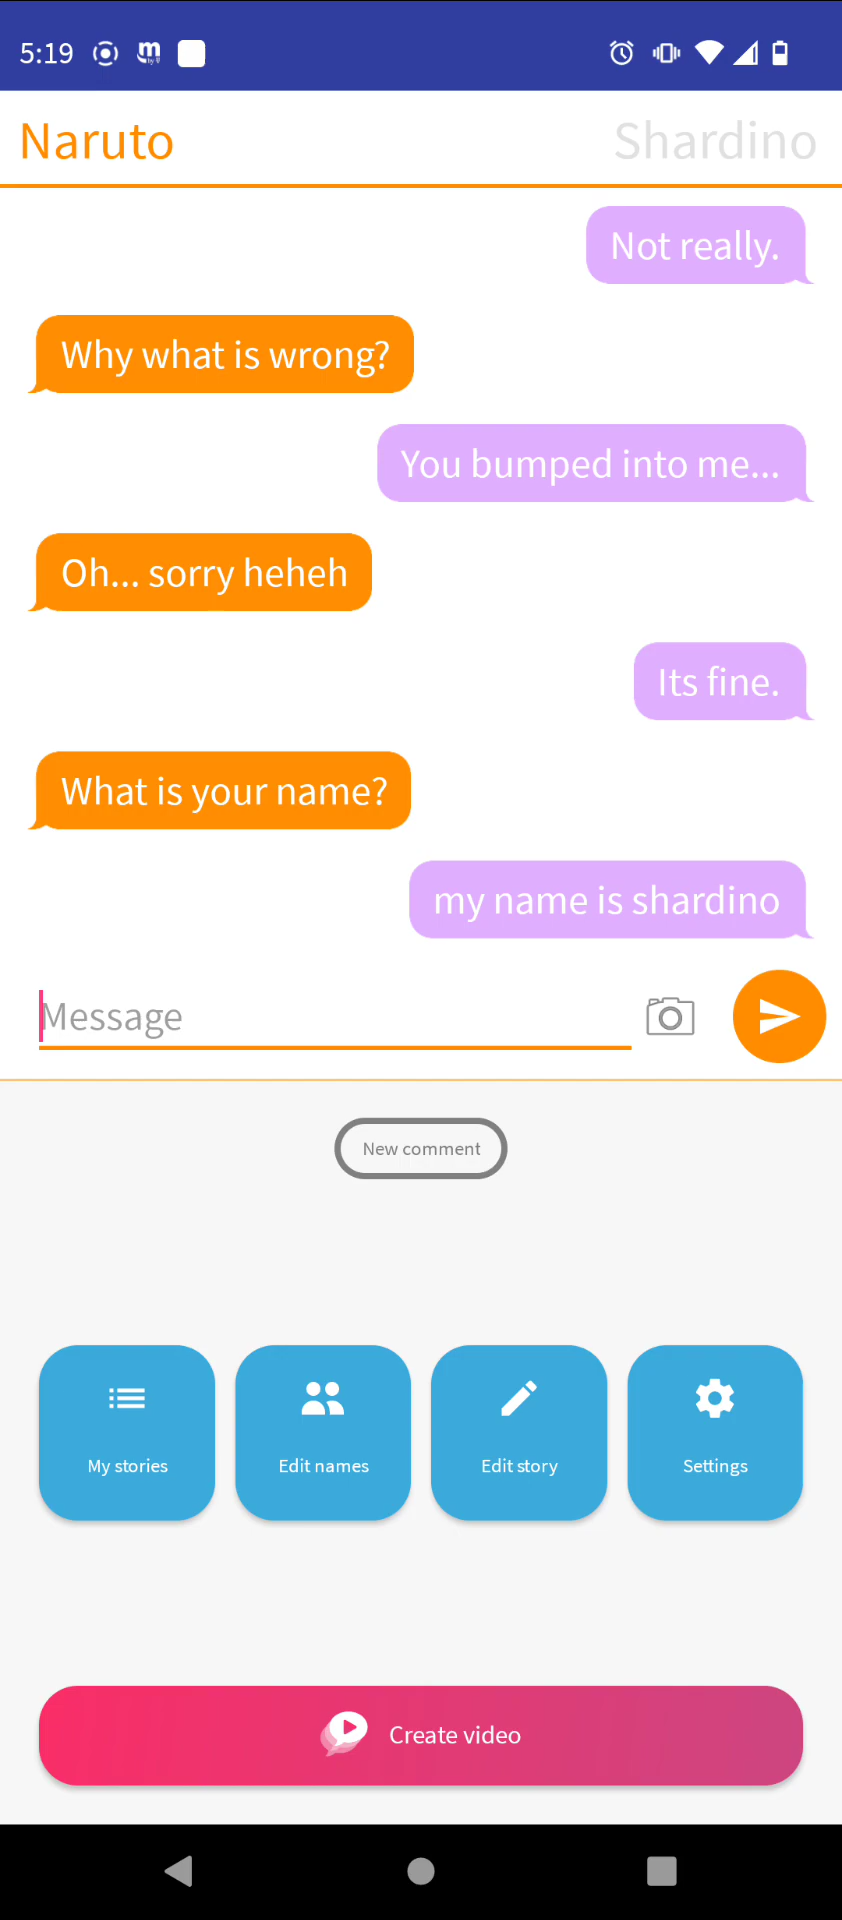 5:19
Naruto
Shardino
Not really.
Why what is wrong?
You bumped into me...
Oh... sorry heheh
Its fine.
What is your name?
my name is shardino
Message
New comment
My stories
Edit names
Edit story
Settings
Create video